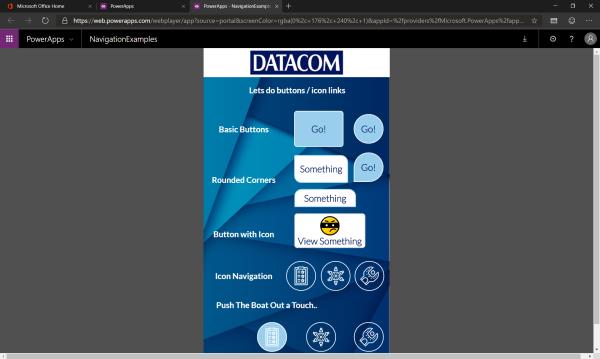 Microsoft Office Home
PowerApps
PowerApps - NavigationExamples
https://web.powerapps.com/webplayer/app?source=portal&screenColor=rgba(0%2c+176%2c+240%2c+1)&appId=%2fproviders%2fMicrosoft.PowerApps%2fapp...
PowerApps
NavigationExamples
DATACOM
Lets do buttons / icon links
Basic Buttons
Go!
Go!
Rounded Corners
Something
Go!
Something
Button with Icon
View Something
Icon Navigation
Push The Boat Out a Touch..